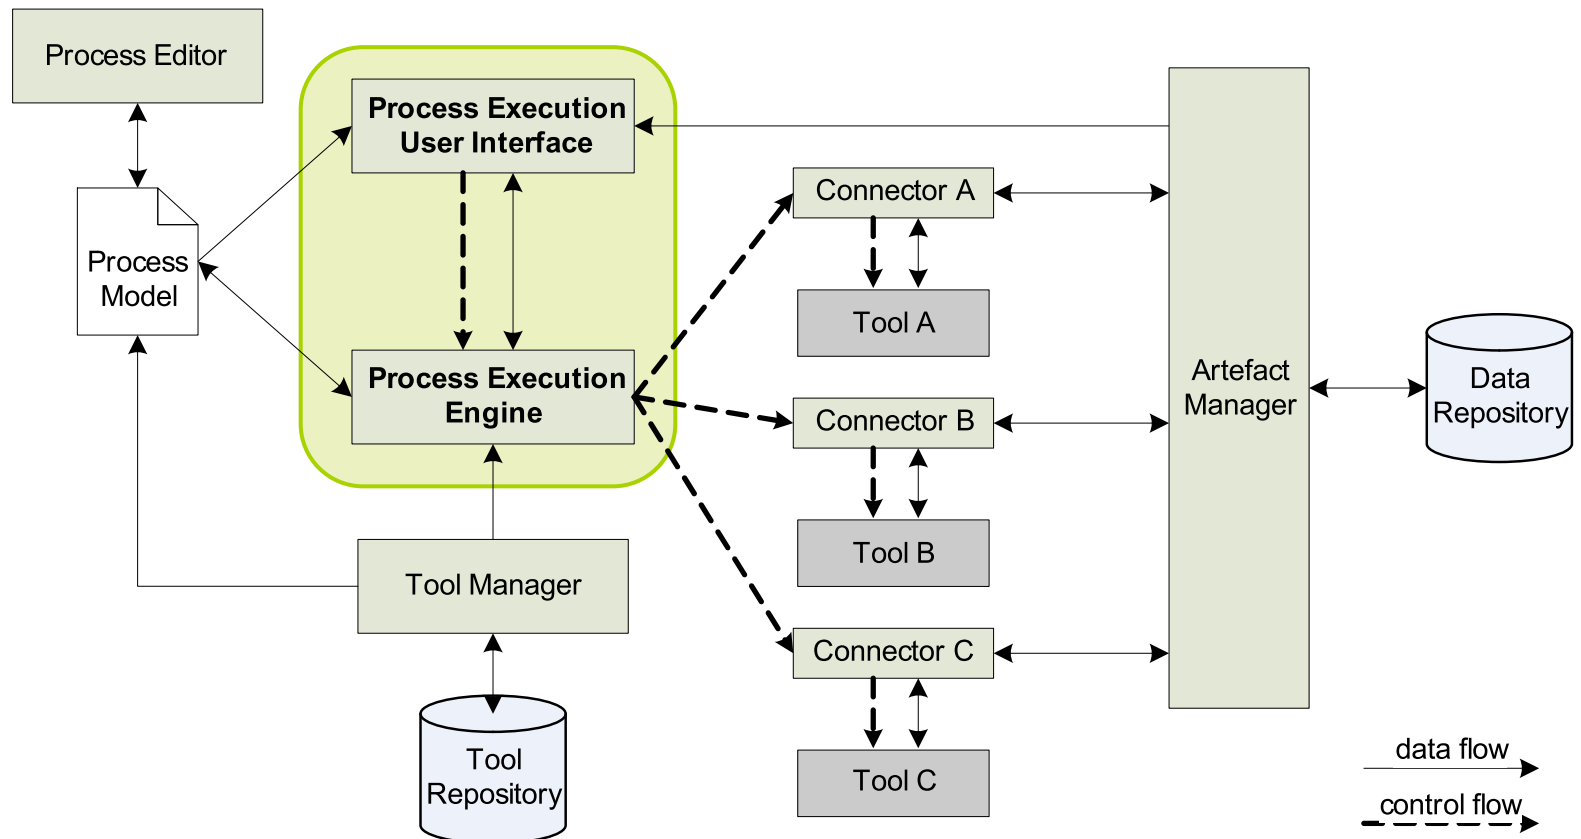 Process Editor
Process Execution
User Interface
Connector A
Process
Model
Tool A
Process Execution
Engine
Artefact
Manager
Data
Repository
Connector B
Tool B
Tool Manager
Connector C
Tool
Repository
Tool C
data flow
control flow